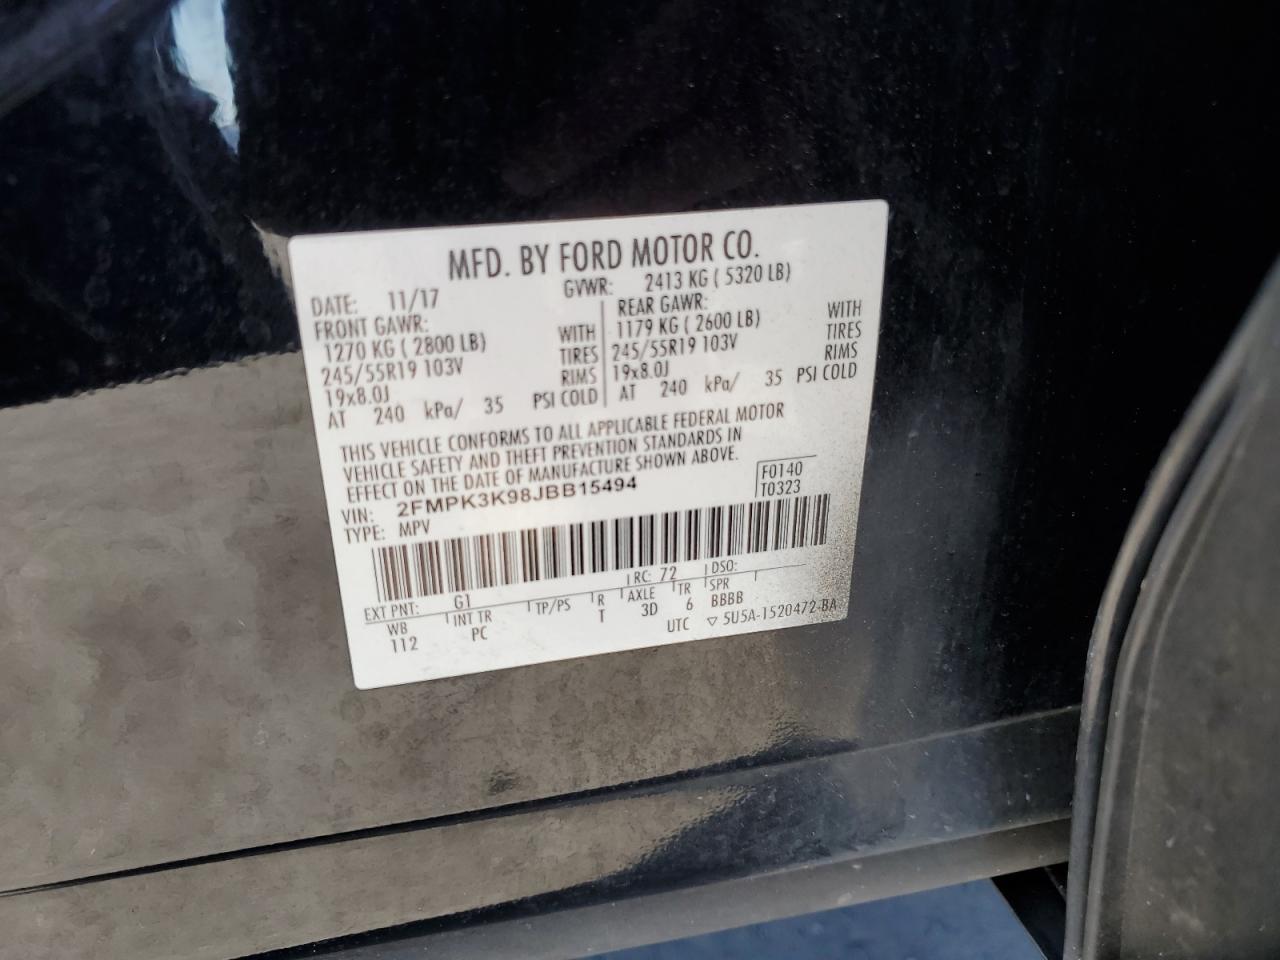 MFD. BY FORD MOTOR CO.
DATE: 11/17 GVWR: 2413 KG ( 5320 LB)
FRONT GAWR: REAR GAWR:
1270 KG ( 2800 LB) WITH 1179 KG ( 2600 LB) WITH
245/55R19 103V TIRES 245/55R19 103V TIRES
19x8.0J RIMS 19x8.0J RIMS
AT 240 kPa/ 35 PSI COLD AT 240 kPa/ 35 PSI COLD
THIS VEHICLE CONFORMS TO ALL APPLICABLE FEDERAL MOTOR
VEHICLE SAFETY AND THEFT PREVENTION STANDARDS IN
EFFECT ON THE DATE OF MANUFACTURE SHOWN ABOVE.
VIN: 2FMPK3K98JBB15494 F0140
TYPE: MPV T0323
EXT PNT: G1 RC: 72 DSO:
WB INT TR TP/PS R AXLE TR SPR
112 PC T 3D 6 BBBB
UTC ▽ 5U5A-1520472-BA